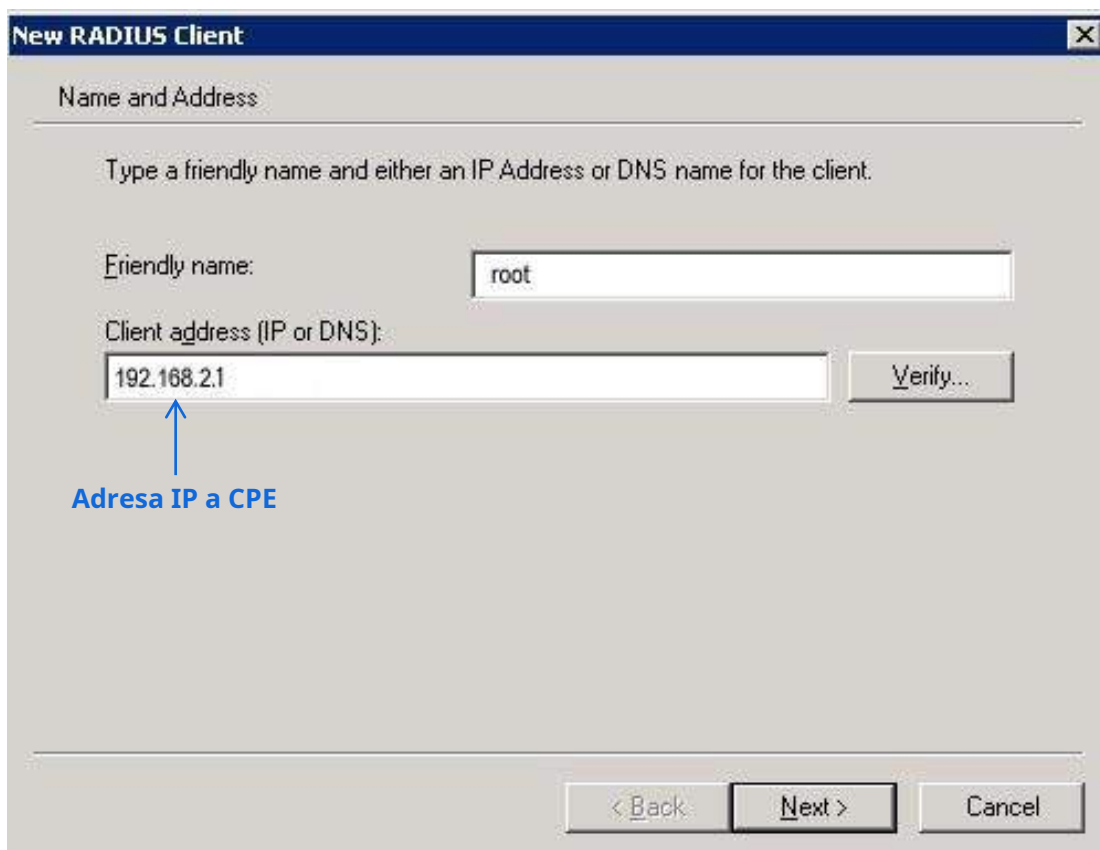 New RADIUS Client
Name and Address
Type a friendly name and either an IP Address or DNS name for the client.
Friendly name:
root
Client address (IP or DNS):
192.168.2.1
Verify...
Adresa IP a CPE
< Back
Next >
Cancel